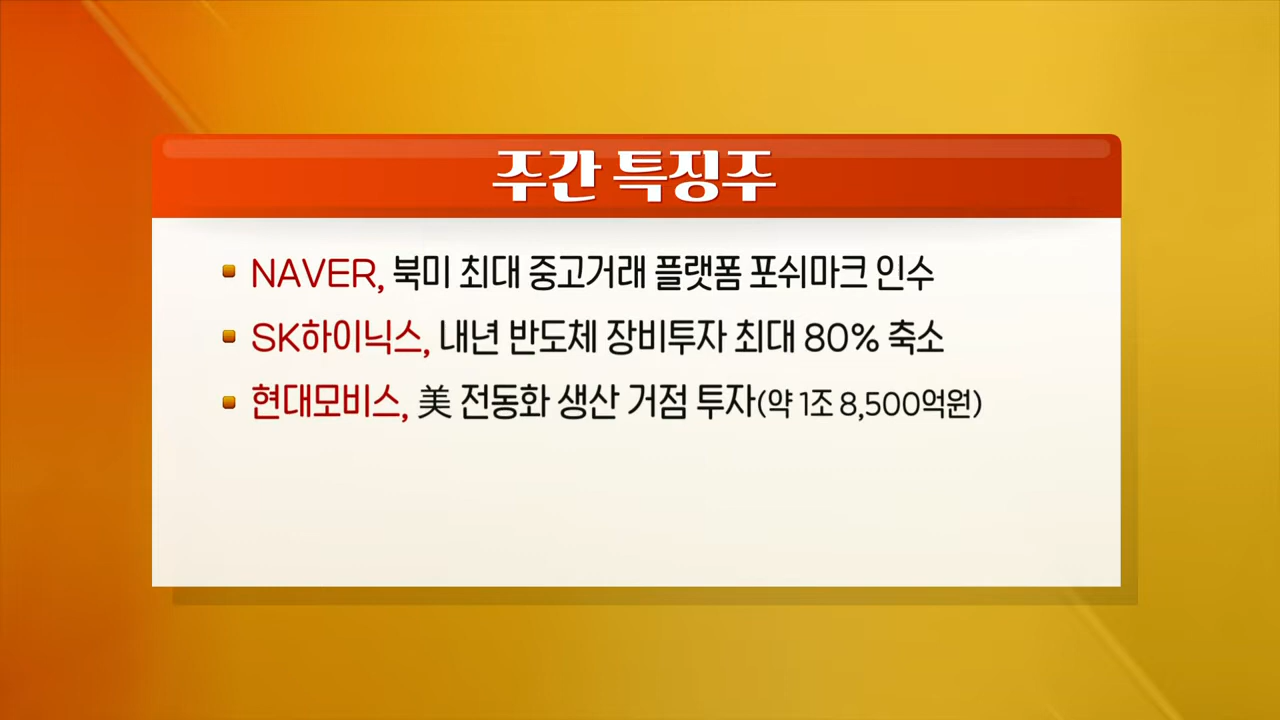 주간 특징주
NAVER, 북미 최대 중고거래 플랫폼 포쉬마크 인수
SK하이닉스, 내년 반도체 장비투자 최대 80% 축소
현대모비스, 美 전동화 생산 거점 투자(약 1조 8,500억원)